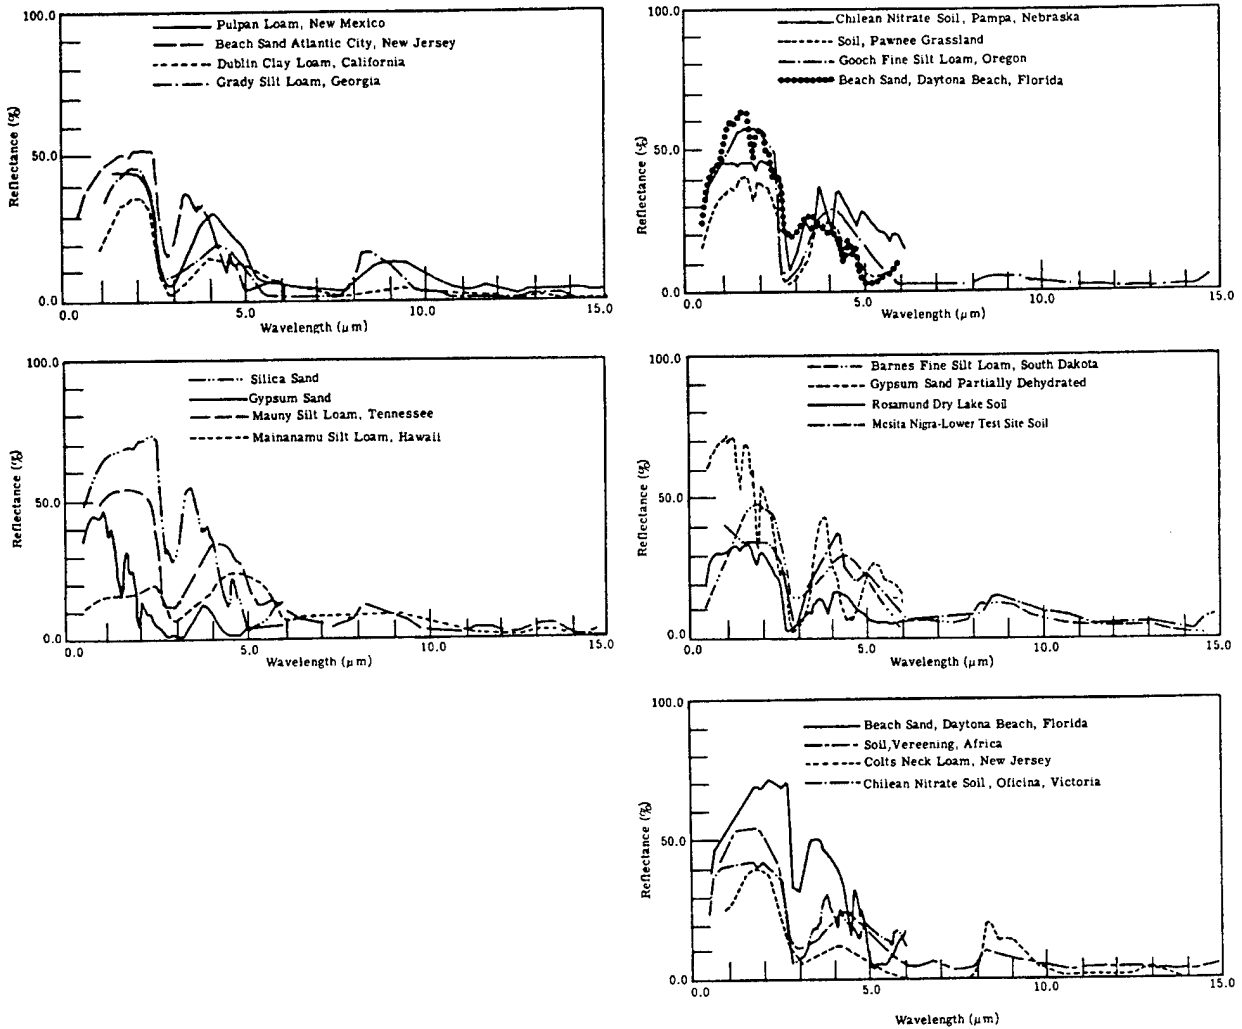 100.0
Reflectance (%)
50.0
0.0
Pulpan Loam, New Mexico
Beach Sand Atlantic City, New Jersey
Dublin Clay Loam, California
Grady Silt Loam, Georgia
0.0 5.0 10.0 15.0
Wavelength (μm)
100.0
Reflectance (%)
50.0
0.0
Chilean Nitrate Soil, Pampa, Nebraska
Soil, Pawnee Grassland
Gooch Fine Silt Loam, Oregon
Beach Sand, Daytona Beach, Florida
0.0 5.0 10.0 15.0
Wavelength (μm)
100.0
Reflectance (%)
50.0
0.0
Silica Sand
Gypsum Sand
Mauny Silt Loam, Tennessee
Mainanamu Silt Loam, Hawaii
0.0 5.0 10.0 15.0
Wavelength (μm)
100.0
Reflectance (%)
50.0
0.0
Barnes Fine Silt Loam, South Dakota
Gypsum Sand Partially Dehydrated
Rosamund Dry Lake Soil
Mesita Nigra-Lower Test Site Soil
0.0 5.0 10.0 15.0
Wavelength (μm)
100.0
Reflectance (%)
50.0
0.0
Beach Sand, Daytona Beach, Florida
Soil, Vereening, Africa
Colts Neck Loam, New Jersey
Chilean Nitrate Soil, Oficina, Victoria
0.0 5.0 10.0 15.0
Wavelength (μm)